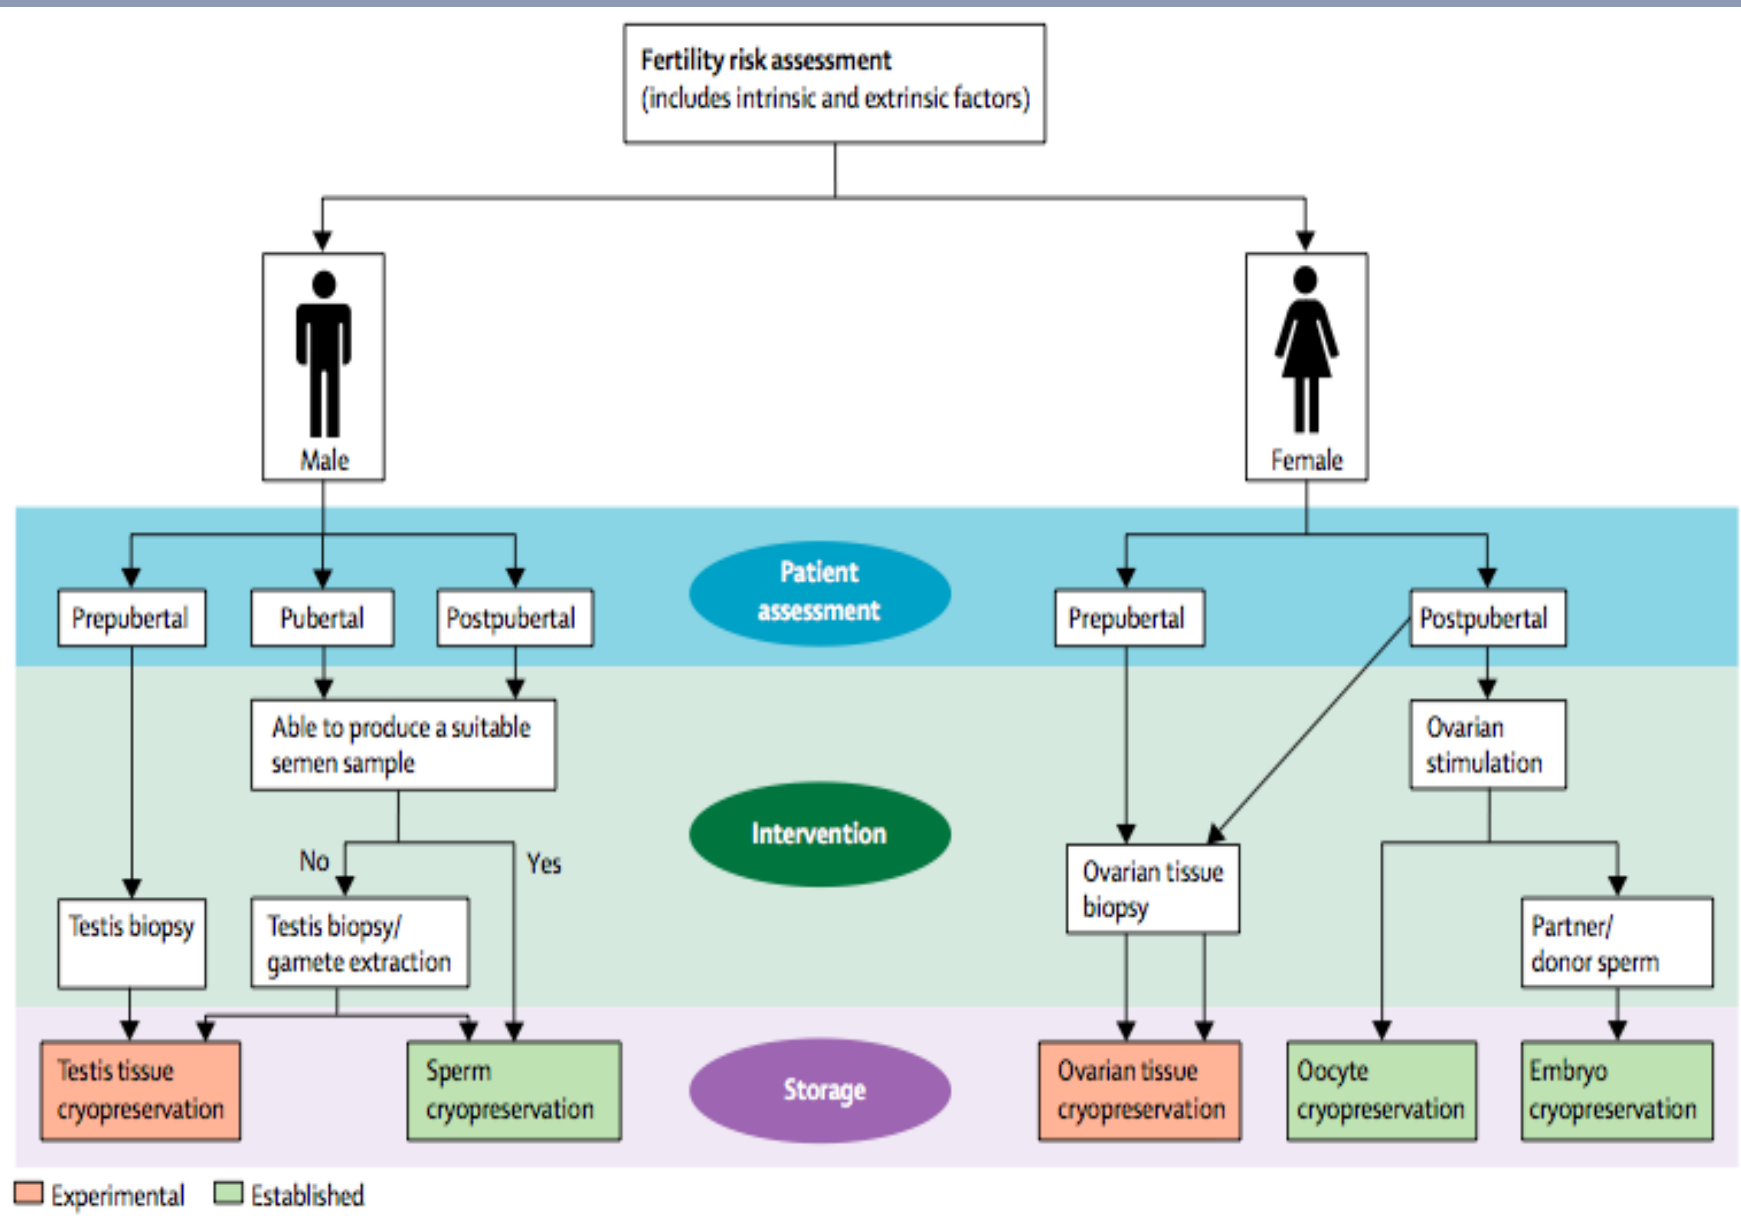 Fertility risk assessment
(includes intrinsic and extrinsic factors)
Male
Female
Patient
assessment
Prepubertal
Pubertal
Postpubertal
Prepubertal
Postpubertal
Able to produce a suitable
semen sample
Ovarian
stimulation
Intervention
No
Yes
Ovarian tissue
biopsy
Testis biopsy
Testis biopsy/
gamete extraction
Partner/
donor sperm
Storage
Testis tissue
cryopreservation
Sperm
cryopreservation
Ovarian tissue
cryopreservation
Oocyte
cryopreservation
Embryo
cryopreservation
Experimental
Established